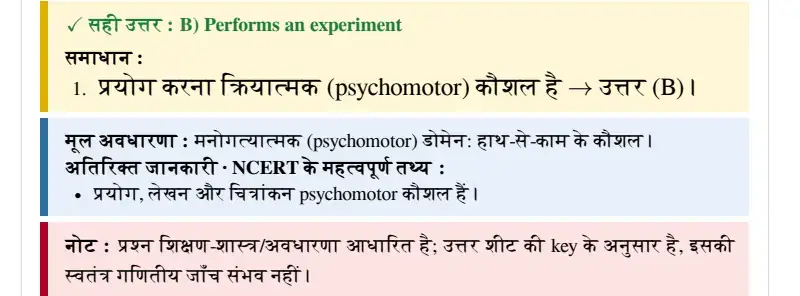 ✓ सही उत्तर : B) Performs an experiment
समाधान :
1. प्रयोग करना क्रियात्मक (psychomotor) कौशल है → उत्तर (B)।
मूल अवधारणा : मनोगत्यात्मक (psychomotor) डोमेन: हाथ-से-काम के कौशल।
अतिरिक्त जानकारी · NCERT के महत्वपूर्ण तथ्य :
• प्रयोग, लेखन और चित्रांकन psychomotor कौशल हैं।
नोट : प्रश्न शिक्षण-शास्त्र/अवधारणा आधारित है; उत्तर शीट की key के अनुसार है, इसकी
स्वतंत्र गणितीय जाँच संभव नहीं।